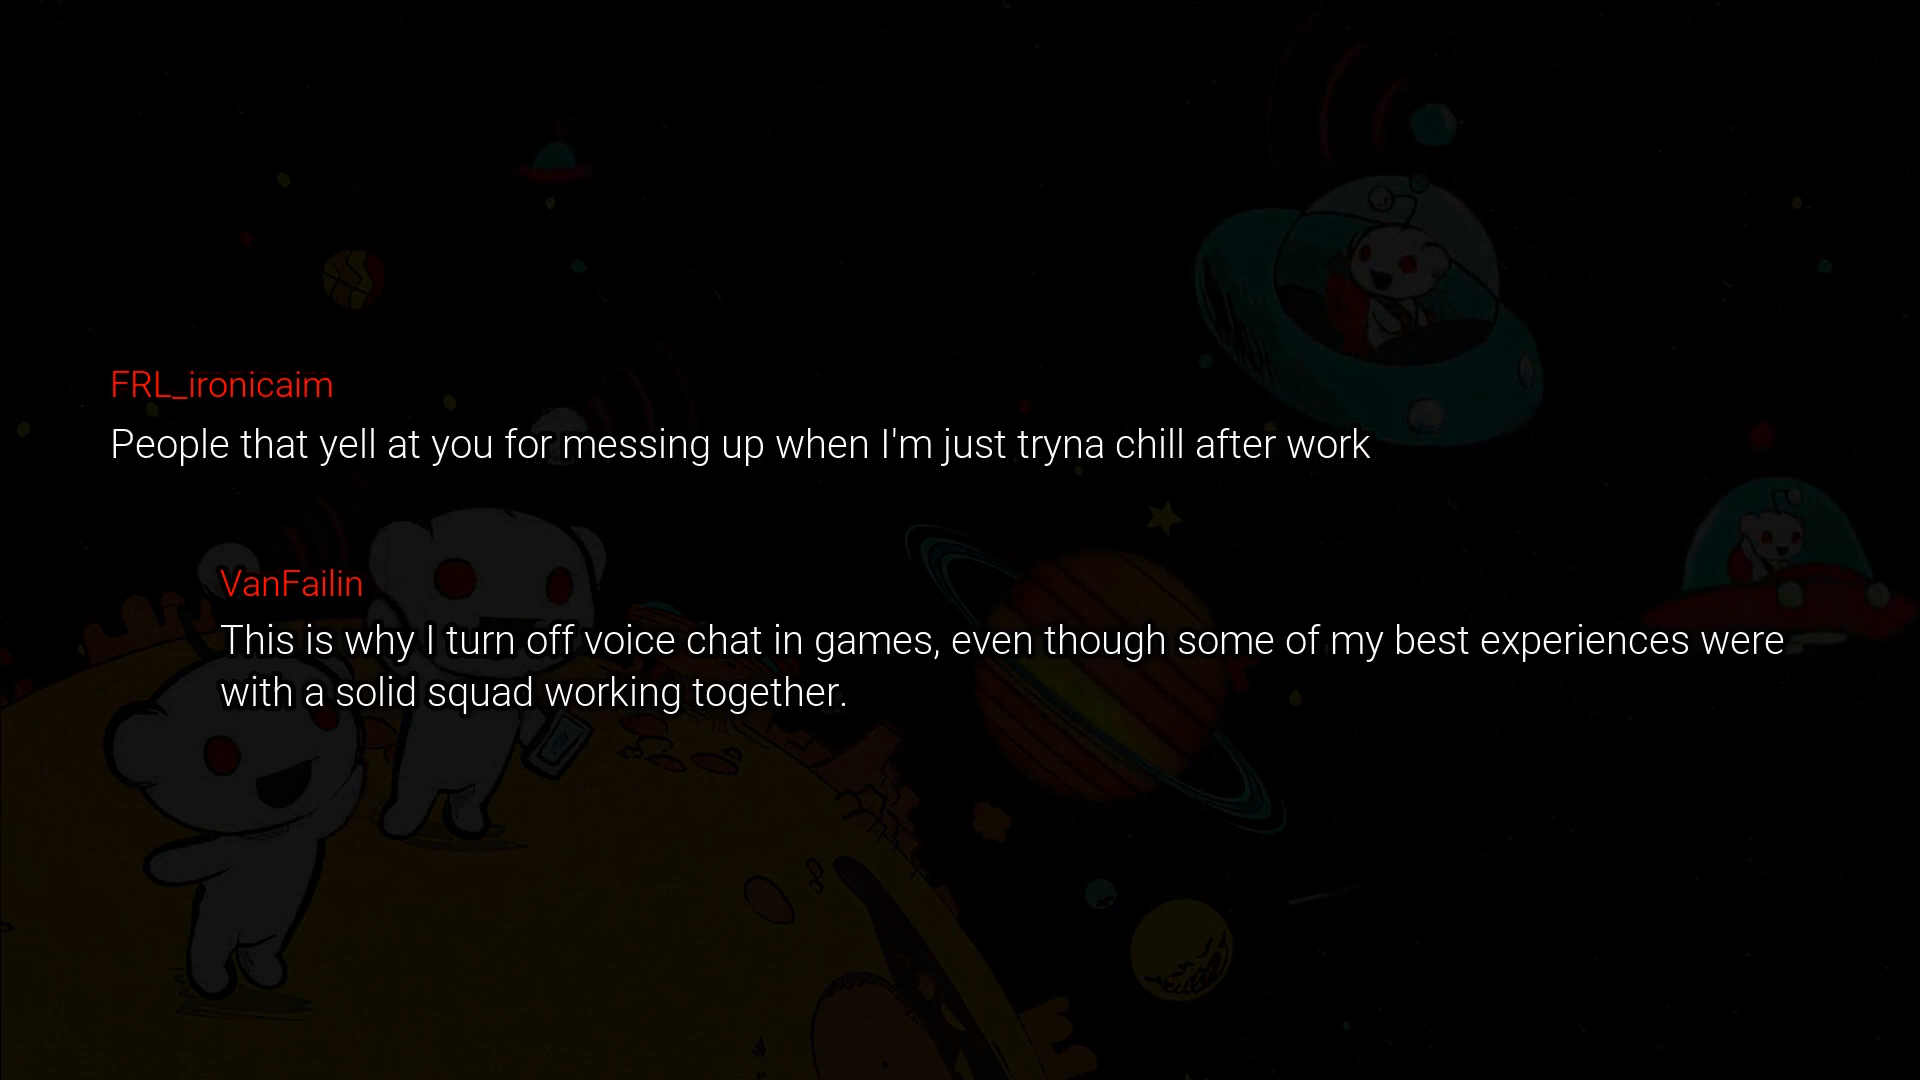 FRL_ironicaim
People that yell at you for messing up when I'm just tryna chill after work
VanFailin
This is why I turn off voice chat in games, even though some of my best experiences were
with a solid squad working together.